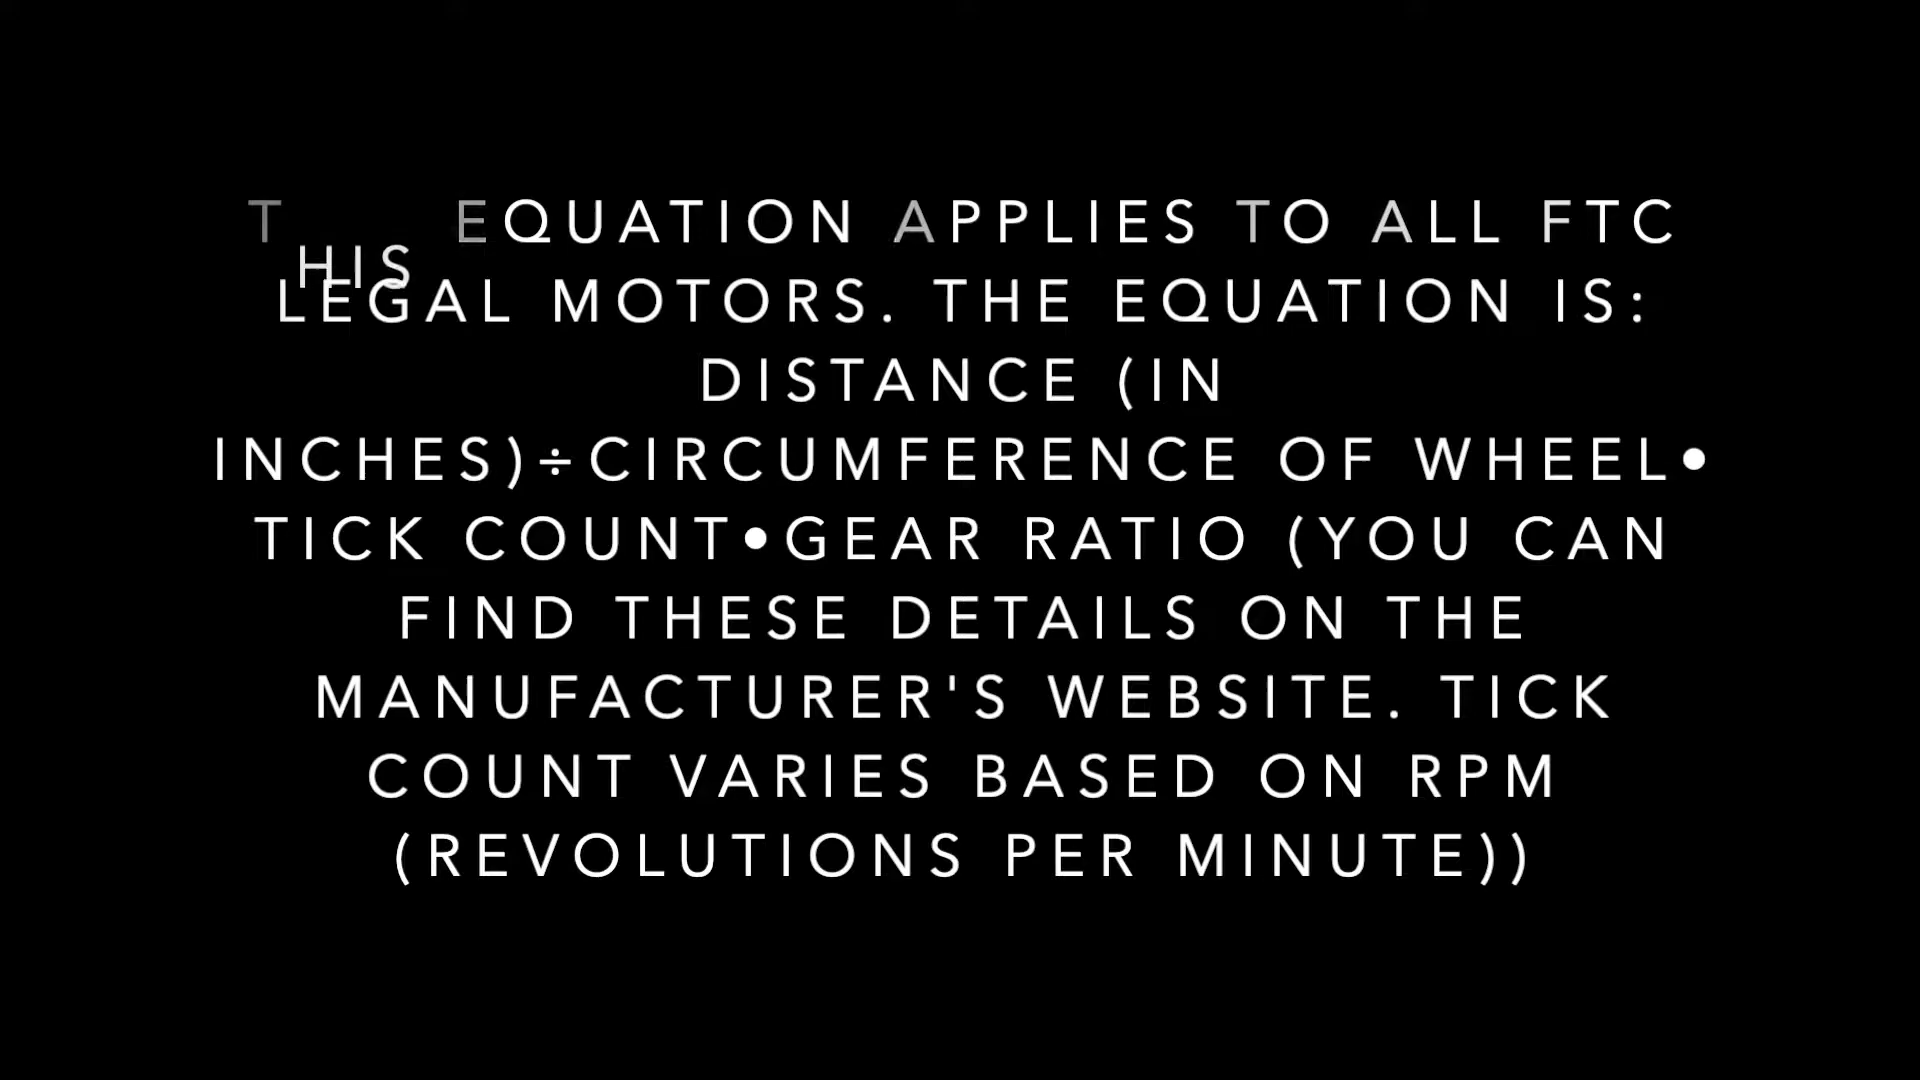 THIS EQUATION APPLIES TO ALL FTC
LEGAL MOTORS. THE EQUATION IS:
DISTANCE (IN
INCHES)÷CIRCUMFERENCE OF WHEEL•
TICK COUNT•GEAR RATIO (YOU CAN
FIND THESE DETAILS ON THE
MANUFACTURER'S WEBSITE. TICK
COUNT VARIES BASED ON RPM
(REVOLUTIONS PER MINUTE))